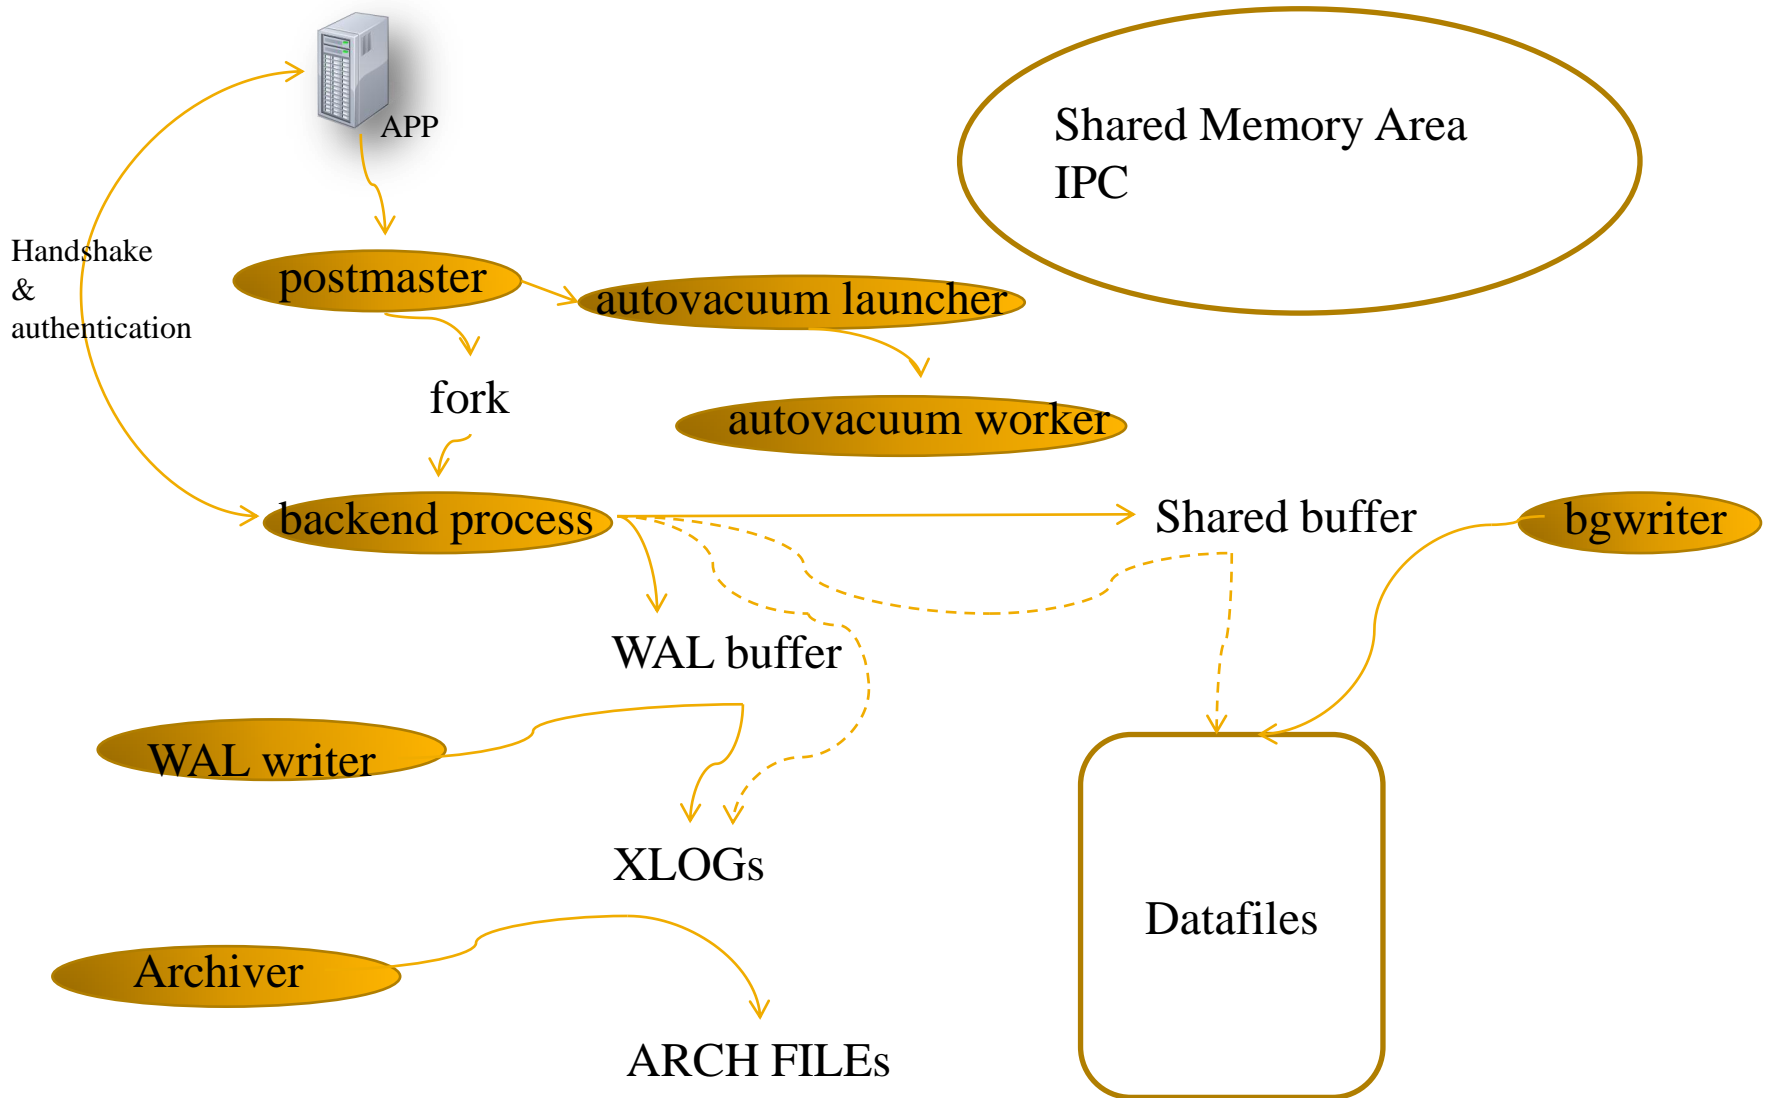 APP
Shared Memory Area
IPC
Handshake
&
authentication
postmaster
autovacuum launcher
fork
autovacuum worker
backend process
Shared buffer
bgwriter
WAL buffer
WAL writer
XLOGs
Datafiles
Archiver
ARCH FILEs